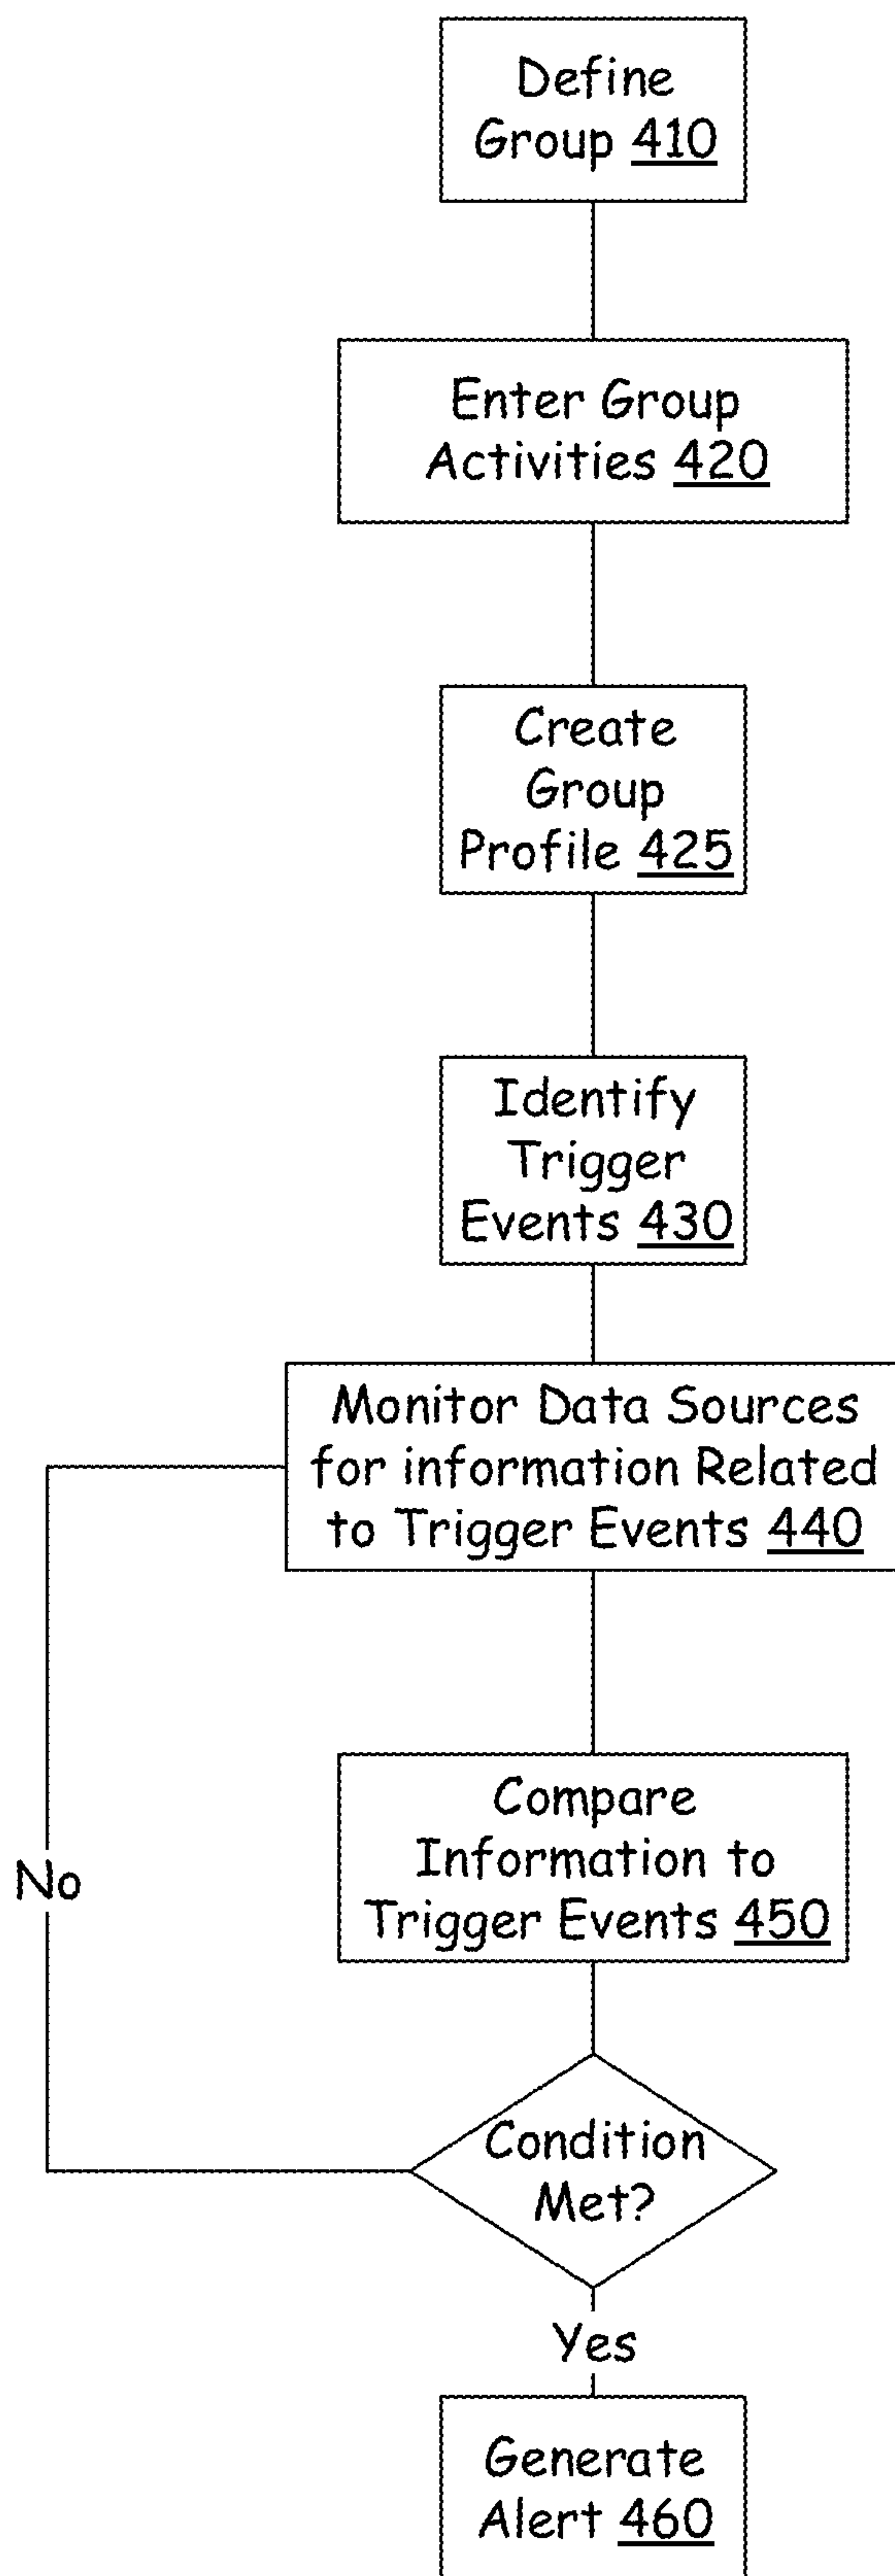 Define
Group 410
Enter Group
Activities 420
Create
Group
Profile 425
Identify
Trigger
Events 430
Monitor Data Sources
for information Related
to Trigger Events 440
Compare
Information to
Trigger Events 450
No
Condition
Met?
Yes
Generate
Alert 460